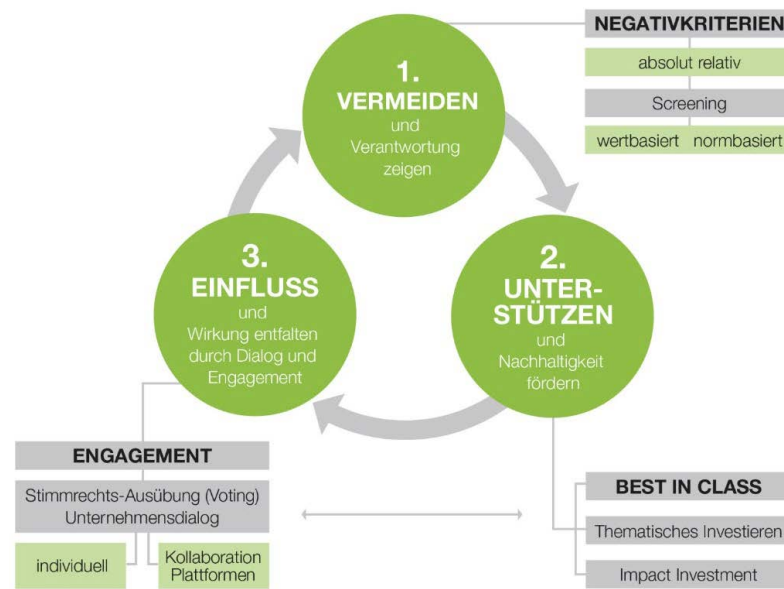 1.
VERMEIDEN
und
Verantwortung
zeigen
NEGATIVKRITERIEN
absolut relativ
Screening
wertbasiert normbasiert
2.
UNTER-
STÜTZEN
und
Nachhaltigkeit
fördern
BEST IN CLASS
Thematisches Investieren
Impact Investment
3.
EINFLUSS
und
Wirkung entfalten
durch Dialog und
Engagement
ENGAGEMENT
Stimmrechts-Ausübung (Voting)
Unternehmensdialog
individuell
Kollaboration
Plattformen